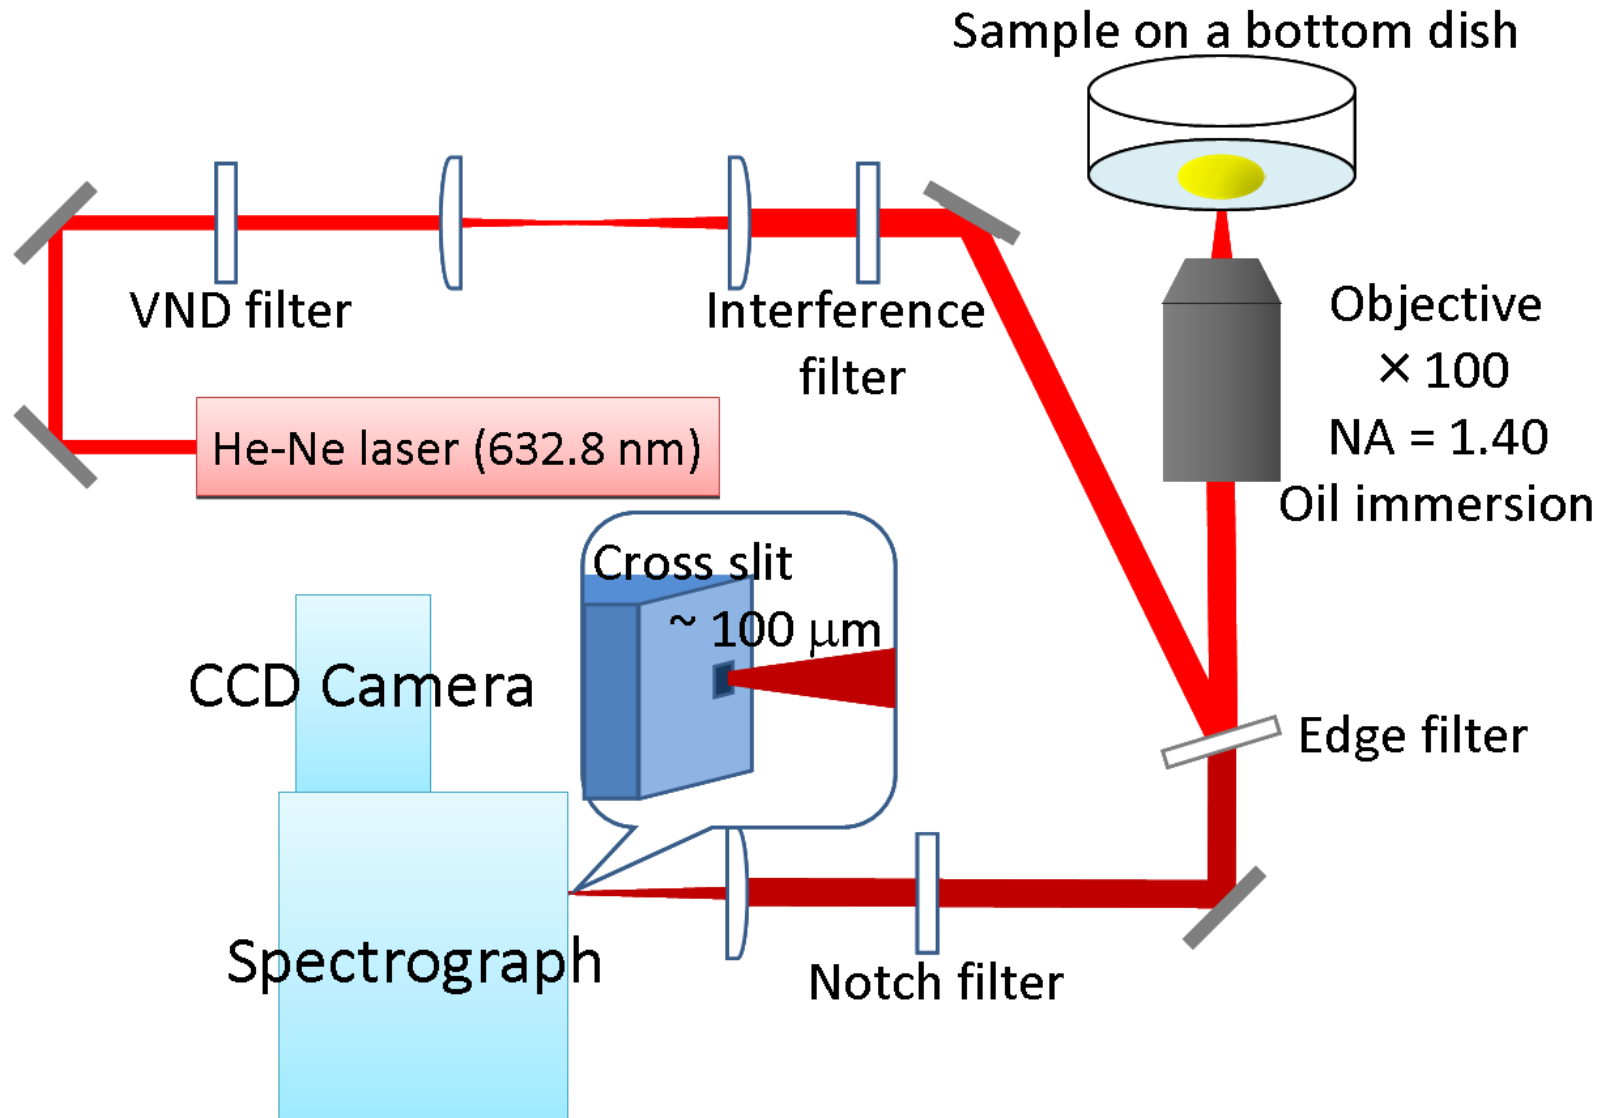 Sample on a bottom dish
VND filter
Interference
filter
Objective
× 100
NA = 1.40
Oil immersion
He-Ne laser (632.8 nm)
Cross slit
~ 100 μm
CCD Camera
Edge filter
Spectrograph
Notch filter